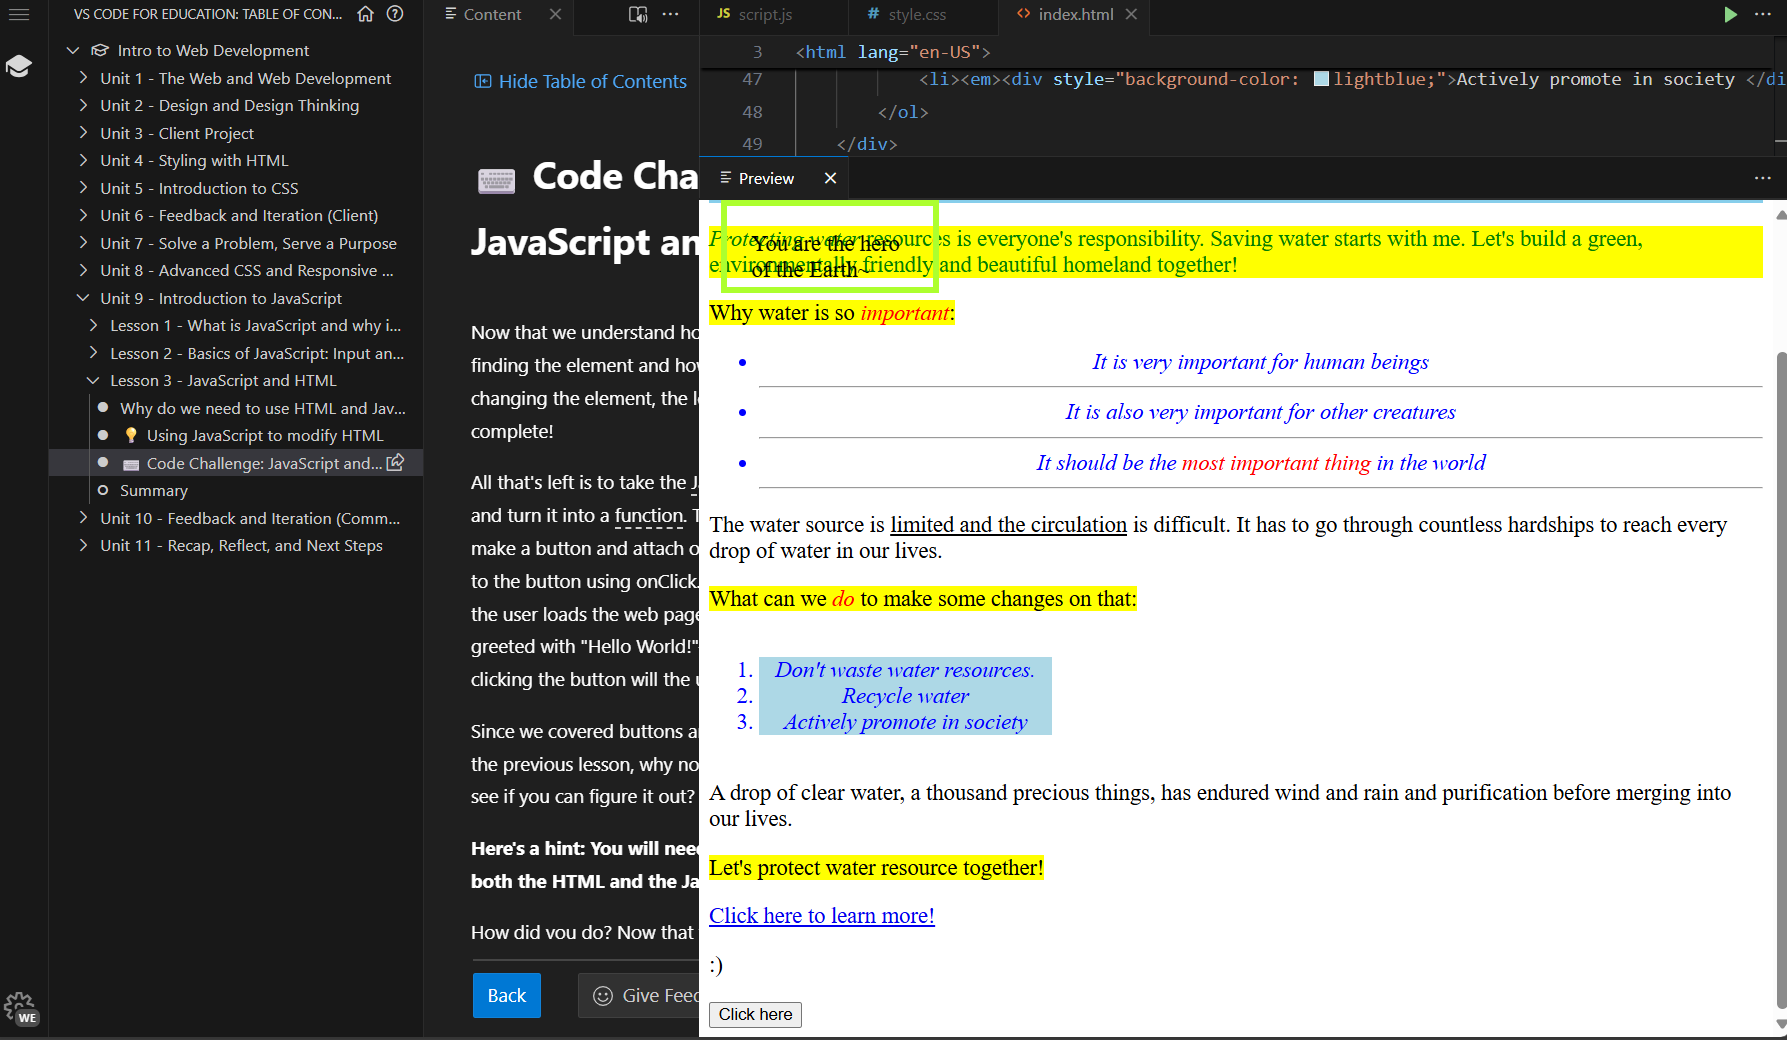 VS CODE FOR EDUCATION: TABLE OF CON...
Intro to Web Development
Unit 1 - The Web and Web Development
Unit 2 - Design and Design Thinking
Unit 3 - Client Project
Unit 4 - Styling with HTML
Unit 5 - Introduction to CSS
Unit 6 - Feedback and Iteration (Client)
Unit 7 - Solve a Problem, Serve a Purpose
Unit 8 - Advanced CSS and Responsive ...
Unit 9 - Introduction to JavaScript
Lesson 1 - What is JavaScript and why i...
Lesson 2 - Basics of JavaScript: Input an...
Lesson 3 - JavaScript and HTML
Why do we need to use HTML and Jav...
Using JavaScript to modify HTML
Code Challenge: JavaScript and...
Summary
Unit 10 - Feedback and Iteration (Comm...
Unit 11 - Recap, Reflect, and Next Steps
WE
Content
Hide Table of Contents
Code Cha
JavaScript an
Now that we understand ho
finding the element and how
changing the element, the l
complete!
All that's left is to take the J
and turn it into a function. T
make a button and attach o
to the button using onClick.
the user loads the web page
greeted with "Hello World!"
clicking the button will the u
Since we covered buttons a
the previous lesson, why no
see if you can figure it out?
Here's a hint: You will need
both the HTML and the Ja
How did you do? Now that
Back
Give Feed
JS script.js
# style.css
<> index.html
3 <html lang="en-US">
47 <li><em><div style="background-color: lightblue;">Actively promote in society </di
48 </ol>
49 </div>
Preview
Protecting water resources is everyone's responsibility. Saving water starts with me. Let's build a green,
environmentally friendly and beautiful homeland together!
You are the hero
of the Earth~
Why water is so important:
• It is very important for human beings
• It is also very important for other creatures
• It should be the most important thing in the world
The water source is limited and the circulation is difficult. It has to go through countless hardships to reach every
drop of water in our lives.
What can we do to make some changes on that:
1. Don't waste water resources.
2. Recycle water
3. Actively promote in society
A drop of clear water, a thousand precious things, has endured wind and rain and purification before merging into
our lives.
Let's protect water resource together!
Click here to learn more!
:)
Click here